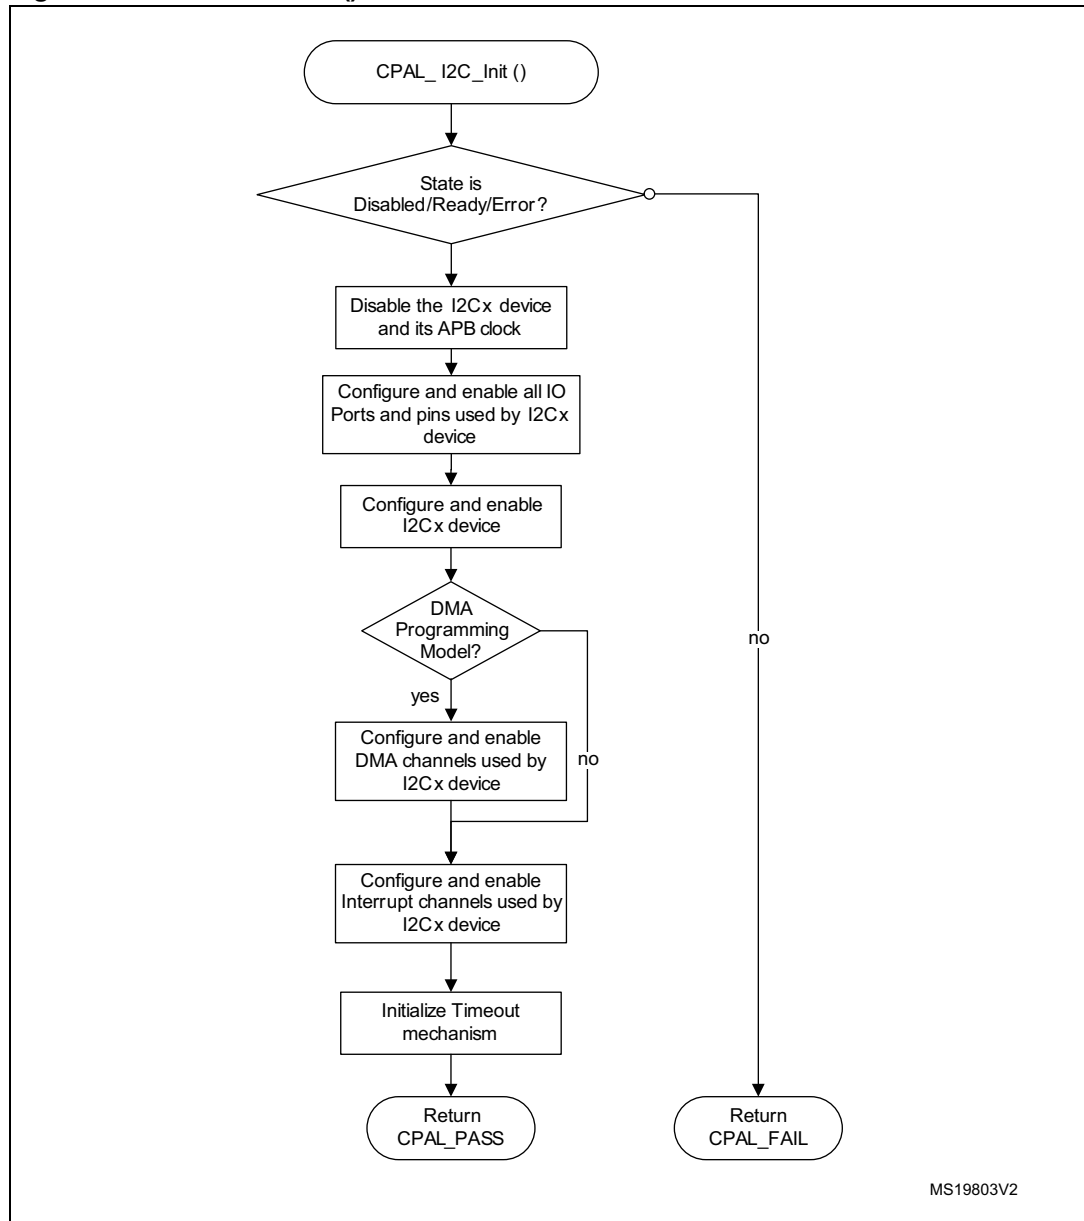 CPAL_ I2C_Init ()
State is
Disabled/Ready/Error?
Disable the I2Cx device
and its APB clock
Configure and enable all IO
Ports and pins used by I2Cx
device
Configure and enable
I2Cx device
DMA
Programming
Model?
no
yes
Configure and enable
DMA channels used by
I2Cx device
no
Configure and enable
Interrupt channels used by
I2Cx device
Initialize Timeout
mechanism
Return
CPAL_PASS
Return
CPAL_FAIL
MS19803V2